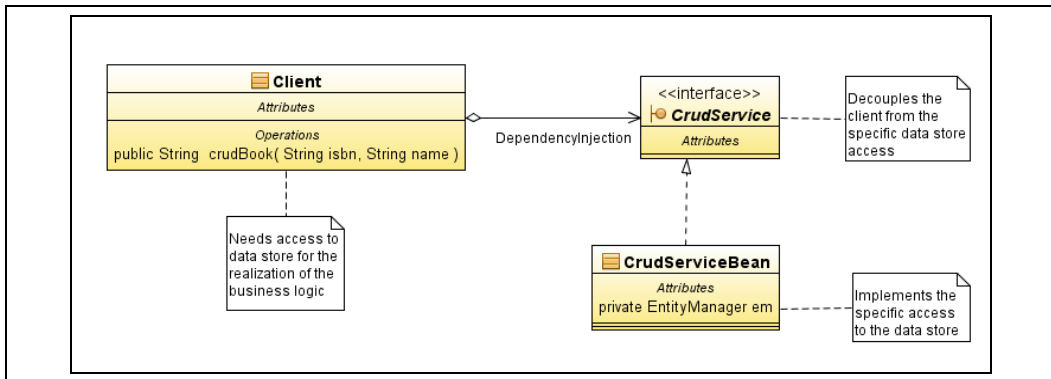 Client
Attributes
Operations
public String crudBook( String isbn, String name )
DependencyInjection
<<interface>>
CrudService
Attributes
Decouples the
client from the
specific data store
access
Needs access to
data store for the
realization of the
business logic
CrudServiceBean
Attributes
private EntityManager em
Implements the
specific access
to the data store